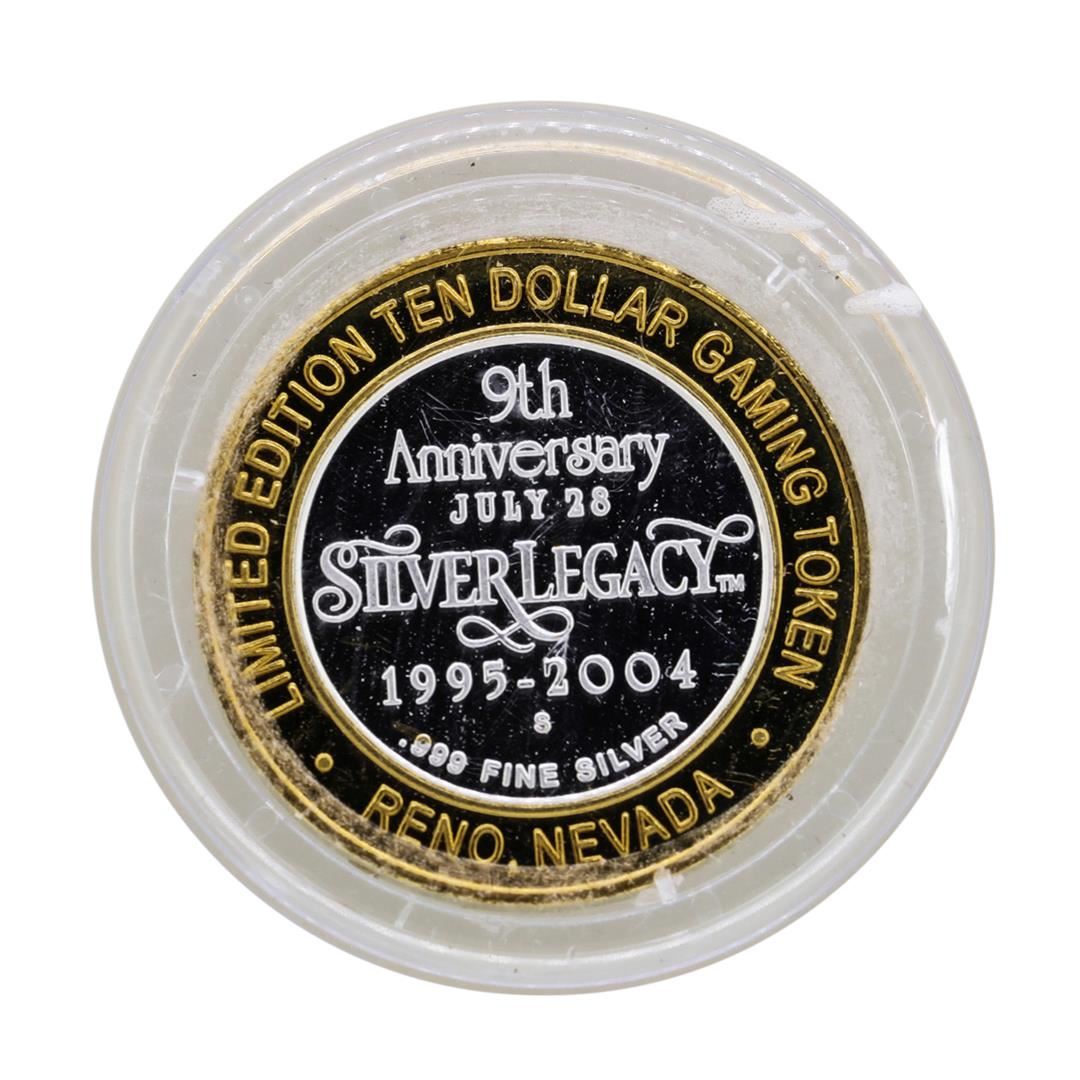 LIMITED EDITION TEN DOLLAR GAMING TOKEN
9th
Anniversary
JULY 28
SILVER LEGACY™
1995-2004
S
.999 FINE SILVER
• RENO, NEVADA •